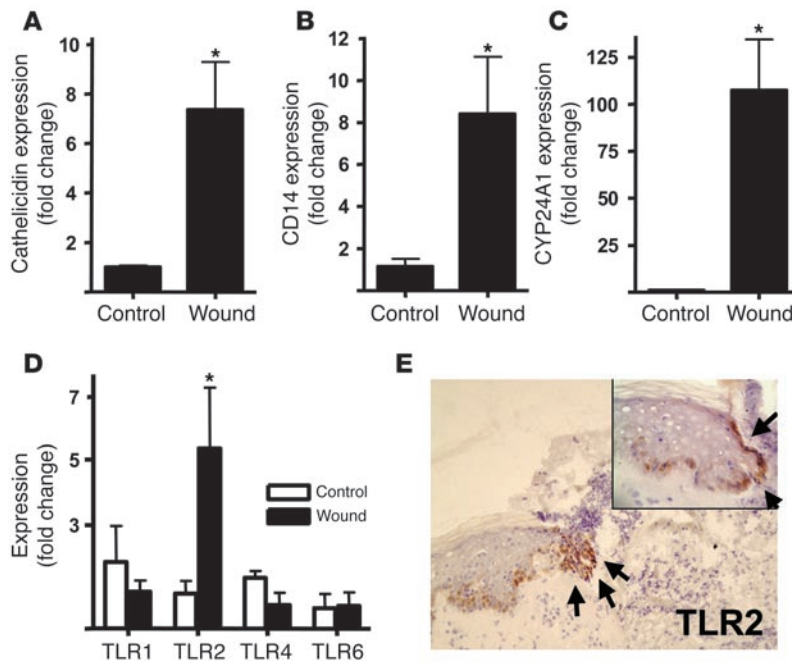 A
Cathelicidin expression
(fold change)
10
8
6
4
2
*
Control Wound
B
CD14 expression
(fold change)
12
10
8
6
4
2
*
Control Wound
C
CYP24A1 expression
(fold change)
125
100
75
50
25
*
Control Wound
D
Expression
(fold change)
7
5
3
*
Control
Wound
TLR1 TLR2 TLR4 TLR6
E
TLR2